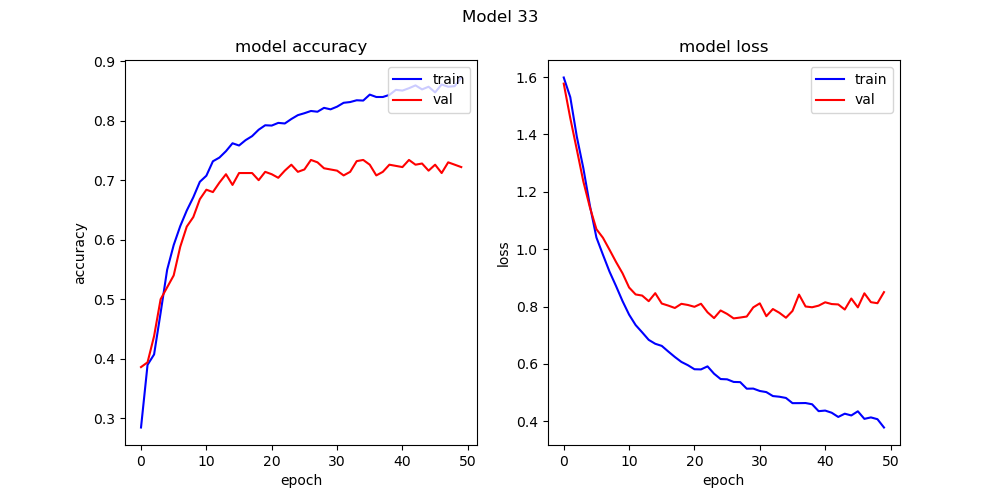 Model 33
model accuracy
accuracy
0.9
0.8
0.7
0.6
0.5
0.4
0.3
0 10 20 30 40 50
epoch
train
val
model loss
loss
1.6
1.4
1.2
1.0
0.8
0.6
0.4
0 10 20 30 40 50
epoch
train
val